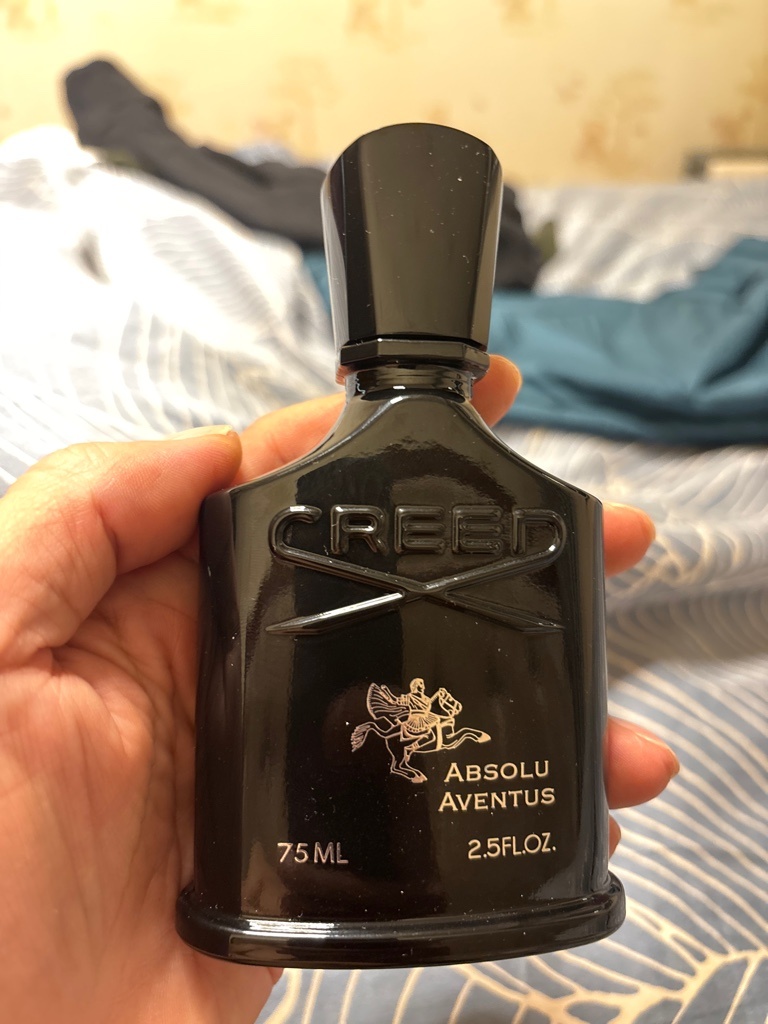 CREED
ABSOLU
AVENTUS
75 ML
2.5FL.OZ.